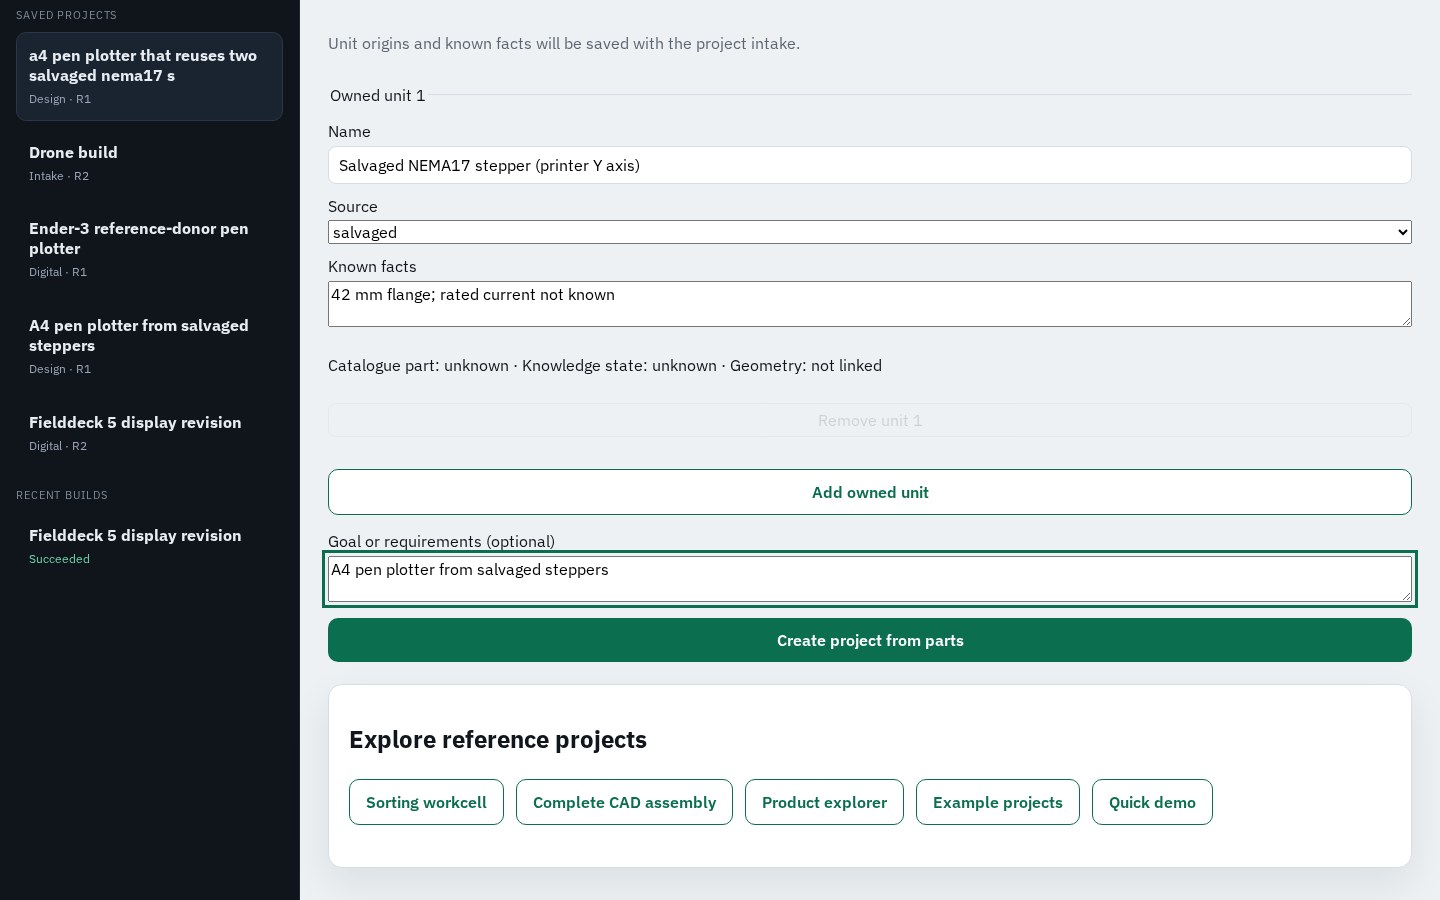 SAVED PROJECTS
a4 pen plotter that reuses two
salvaged nema17 s
Design · R1
Drone build
Intake · R2
Ender-3 reference-donor pen
plotter
Digital · R1
A4 pen plotter from salvaged
steppers
Design · R1
Fielddeck 5 display revision
Digital · R2
RECENT BUILDS
Fielddeck 5 display revision
Succeeded
Unit origins and known facts will be saved with the project intake.
Owned unit 1
Name
Salvaged NEMA17 stepper (printer Y axis)
Source
salvaged
Known facts
42 mm flange; rated current not known
Catalogue part: unknown · Knowledge state: unknown · Geometry: not linked
Remove unit 1
Add owned unit
Goal or requirements (optional)
A4 pen plotter from salvaged steppers
Create project from parts
Explore reference projects
Sorting workcell
Complete CAD assembly
Product explorer
Example projects
Quick demo